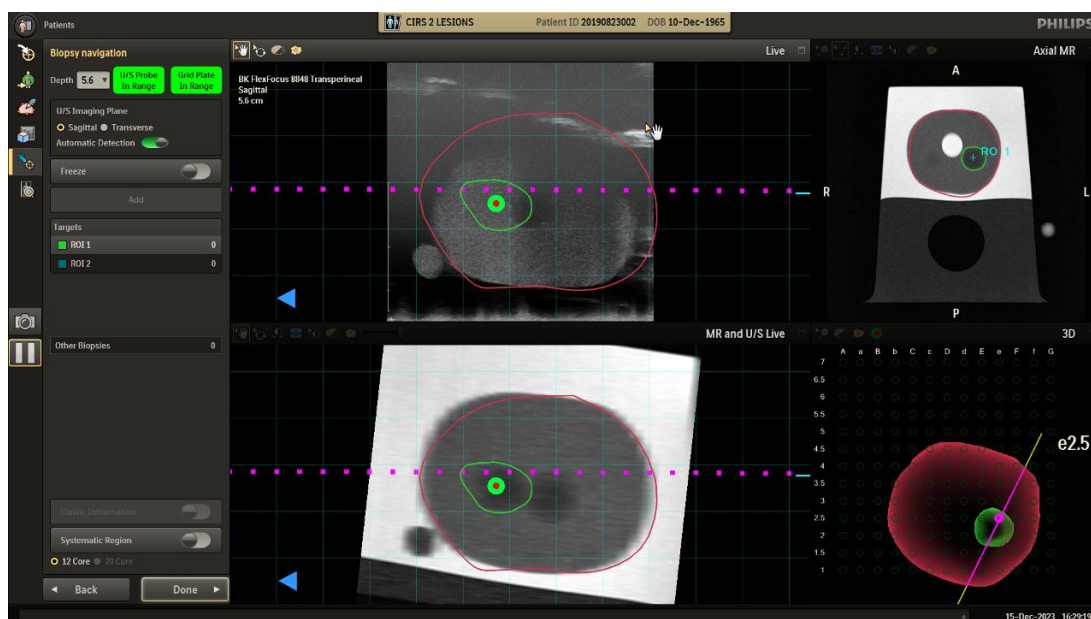 Patients
CIRS 2 LESIONS Patient ID 20190823002 DOB 10-Dec-1965
PHILIPS
Biopsy navigation
Depth 5.6 U/S Probe In Range Grid Plate In Range
U/S Imaging Plane
Sagittal Transverse
Automatic Detection
Freeze
Add
Targets
ROI 1 0
ROI 2 0
Other Biopsies 0
Elastic Deformation
Systematic Region
12 Core 20 Core
Back Done
Live
BK FlexFocus 8848 Transperineal
Sagittal
5.6 cm
Axial MR
A
ROI 1
R L
P
MR and U/S Live
3D
A a B b C c D d E e F f G
7
6.5
6
5.5
5
4.5
4
3.5
3
2.5
2
1.5
1
e2.5
15-Dec-2023 16:29:19